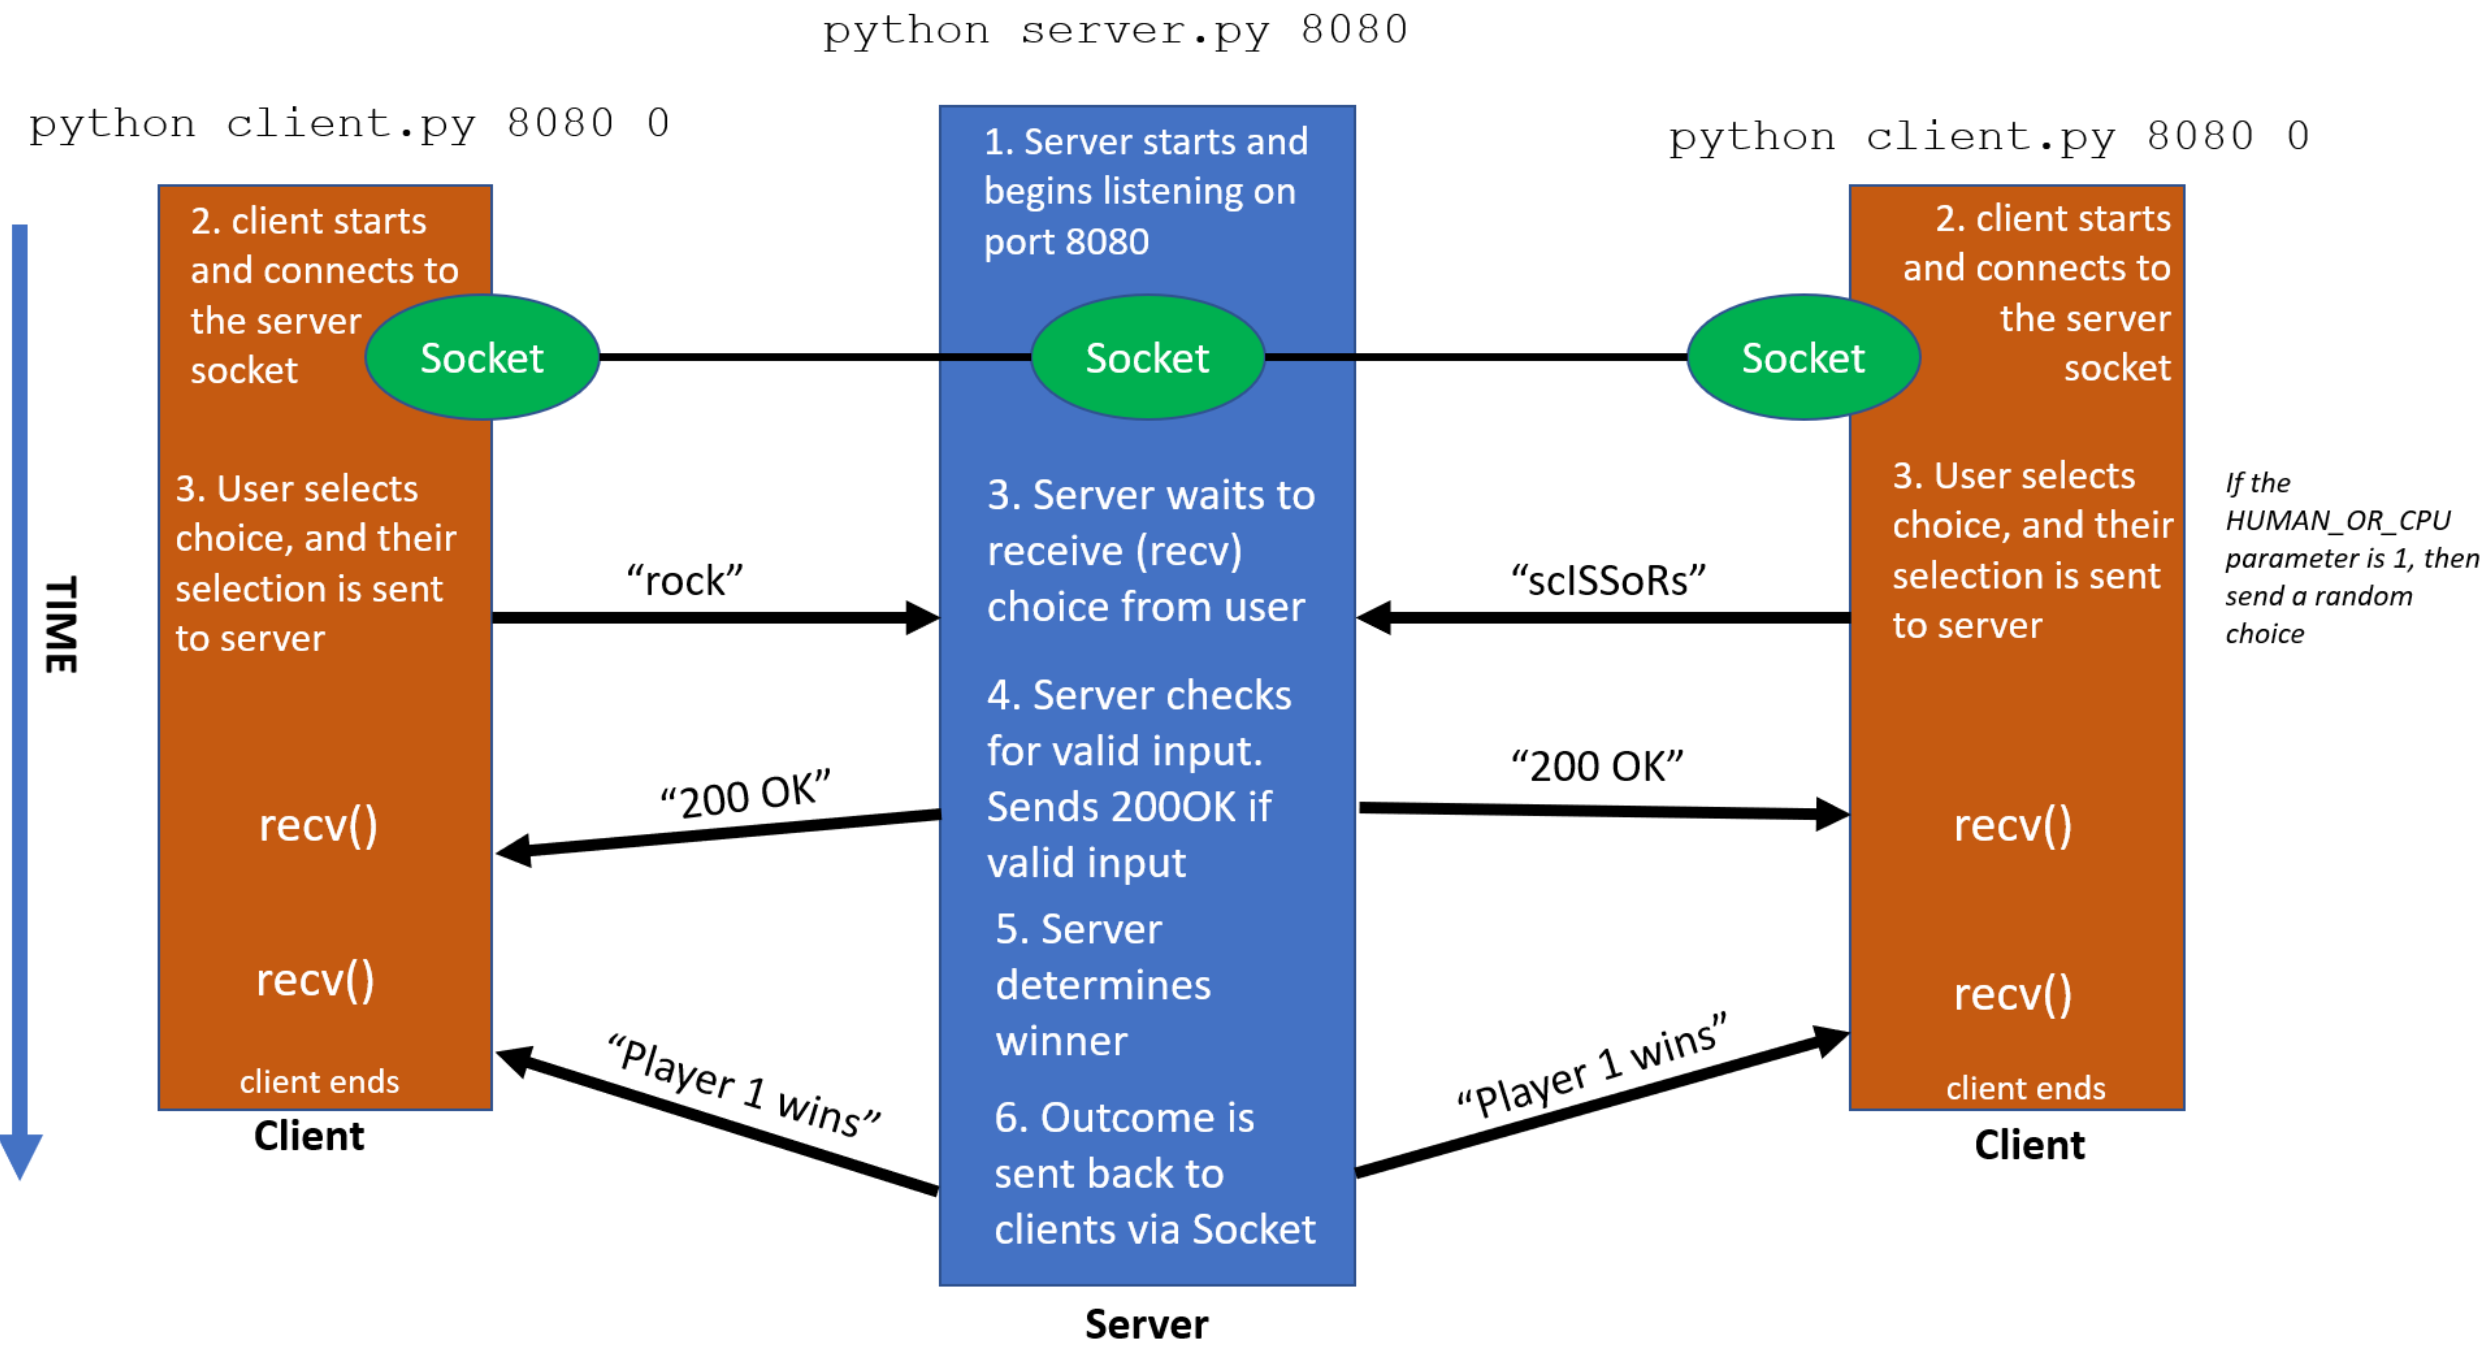 python server.py 8080
python client.py 8080 0
python client.py 8080 0
TIME
2. client starts
and connects to
the server
socket
Socket
3. User selects
choice, and their
selection is sent
to server
recv()
recv()
client ends
Client
“rock”
“200 OK”
“Player 1 wins”
1. Server starts and
begins listening on
port 8080
Socket
3. Server waits to
receive (recv)
choice from user
4. Server checks
for valid input.
Sends 200OK if
valid input
5. Server
determines
winner
6. Outcome is
sent back to
clients via Socket
Server
“scISSoRs”
“200 OK”
“Player 1 wins”
2. client starts
and connects to
the server
socket
Socket
3. User selects
choice, and their
selection is sent
to server
recv()
recv()
client ends
Client
If the
HUMAN_OR_CPU
parameter is 1, then
send a random
choice